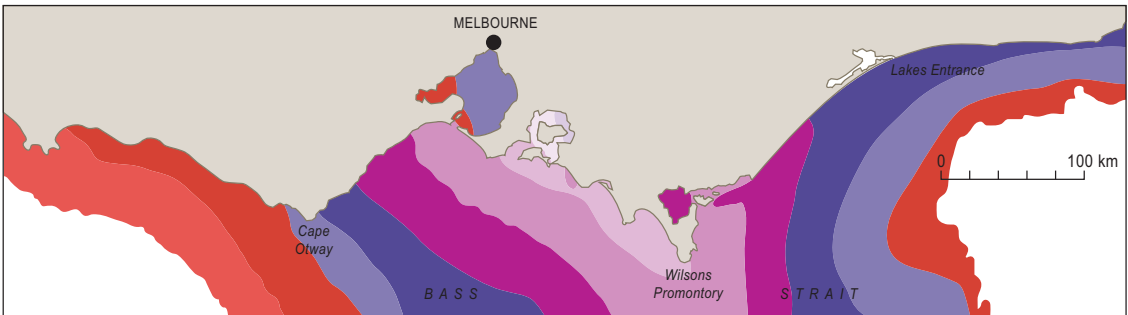 MELBOURNE
Lakes Entrance
0 100 km
Cape
Otway
Wilsons
Promontory
BASS STRAIT